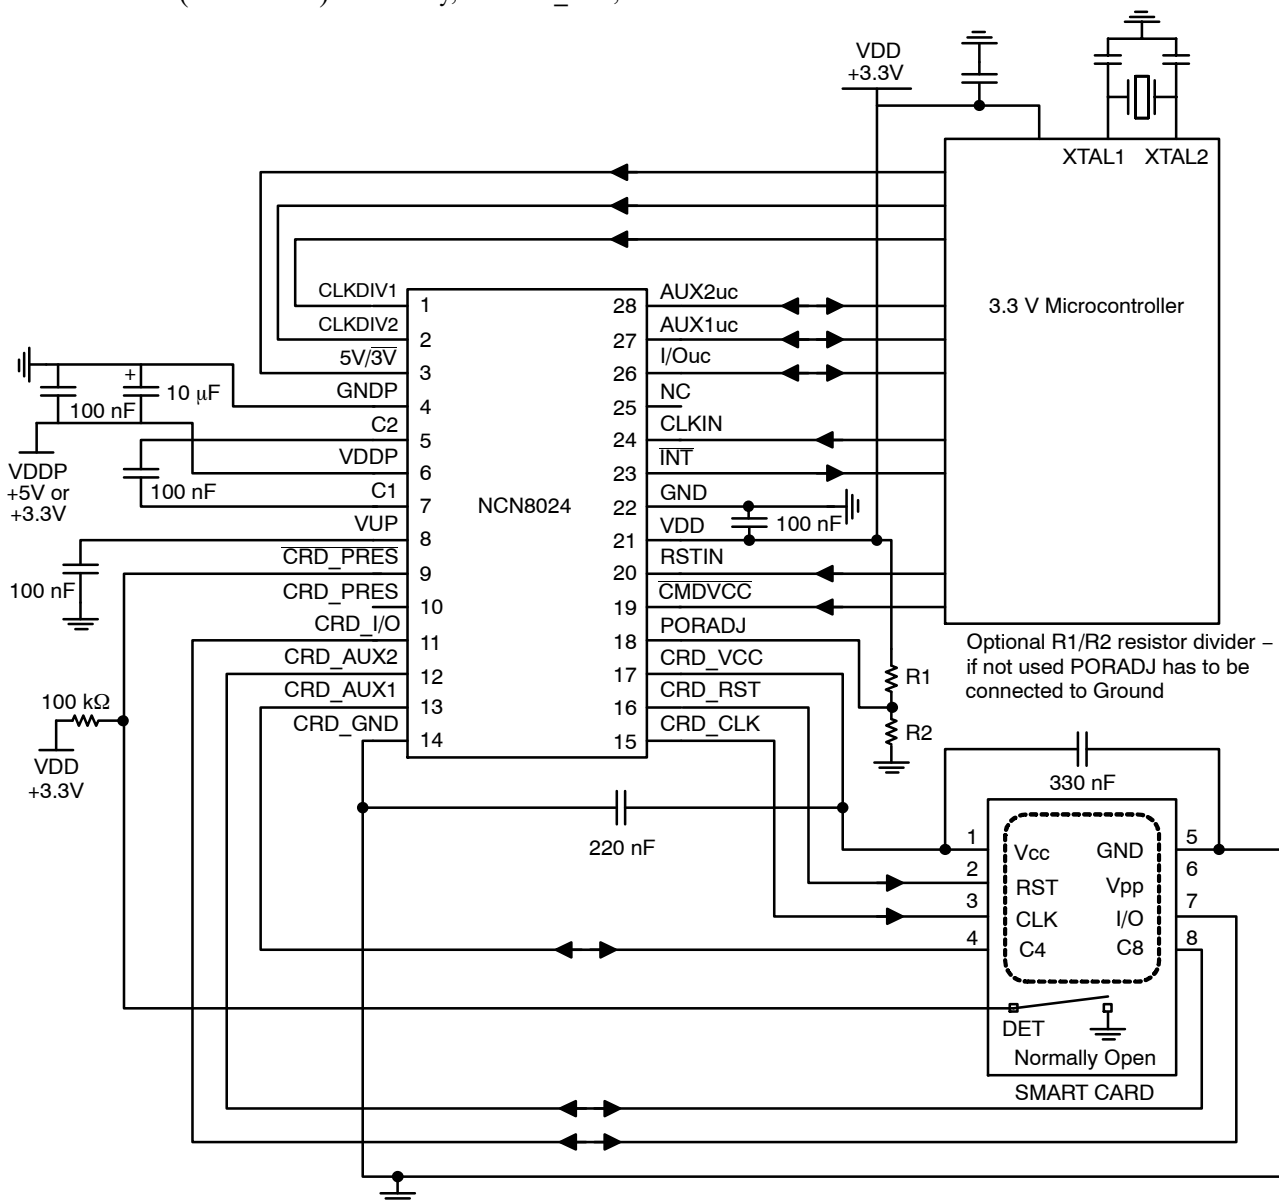 VDD
+3.3V
XTAL1 XTAL2
3.3 V Microcontroller
CLKDIV1
1
CLKDIV2
2
5V/3V
3
GNDP
4
C2
5
VDDP
6
C1
7
VUP
8
CRD_PRES
9
CRD_PRES
10
CRD_I/O
11
CRD_AUX2
12
CRD_AUX1
13
CRD_GND
14
NCN8024
28
AUX2uc
27
AUX1uc
26
I/Ouc
25
NC
24
CLKIN
23
INT
22
GND
21
VDD
20
RSTIN
19
CMDVCC
18
PORADJ
17
CRD_VCC
16
CRD_RST
15
CRD_CLK
+
10 μF
100 nF
VDDP
+5V or
+3.3V
100 nF
100 nF
100 nF
100 kΩ
VDD
+3.3V
R1
R2
Optional R1/R2 resistor divider –
if not used PORADJ has to be
connected to Ground
220 nF
330 nF
1
Vcc
GND
5
2
RST
Vpp
6
3
CLK
I/O
7
4
C4
C8
8
DET
Normally Open
SMART CARD